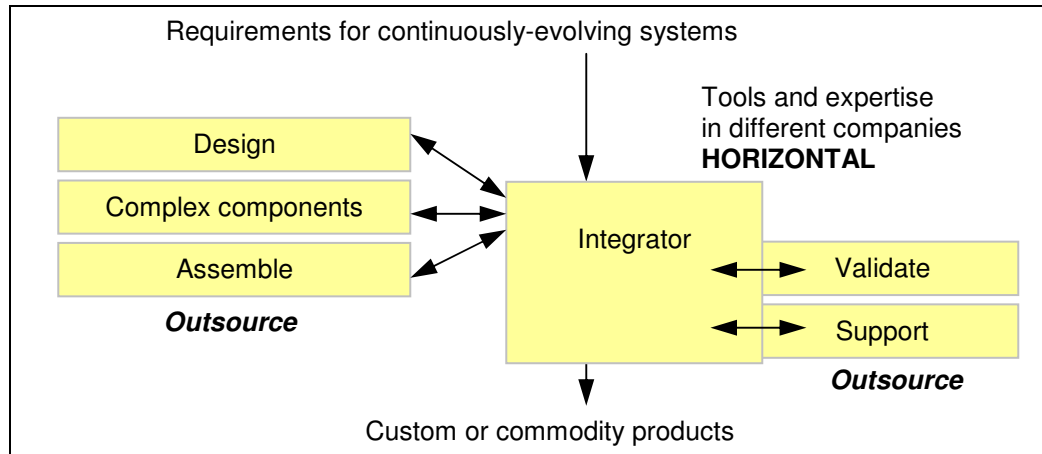 Requirements for continuously-evolving systems
Tools and expertise
in different companies
HORIZONTAL
Design
Complex components
Assemble
Outsource
Integrator
Validate
Support
Outsource
Custom or commodity products